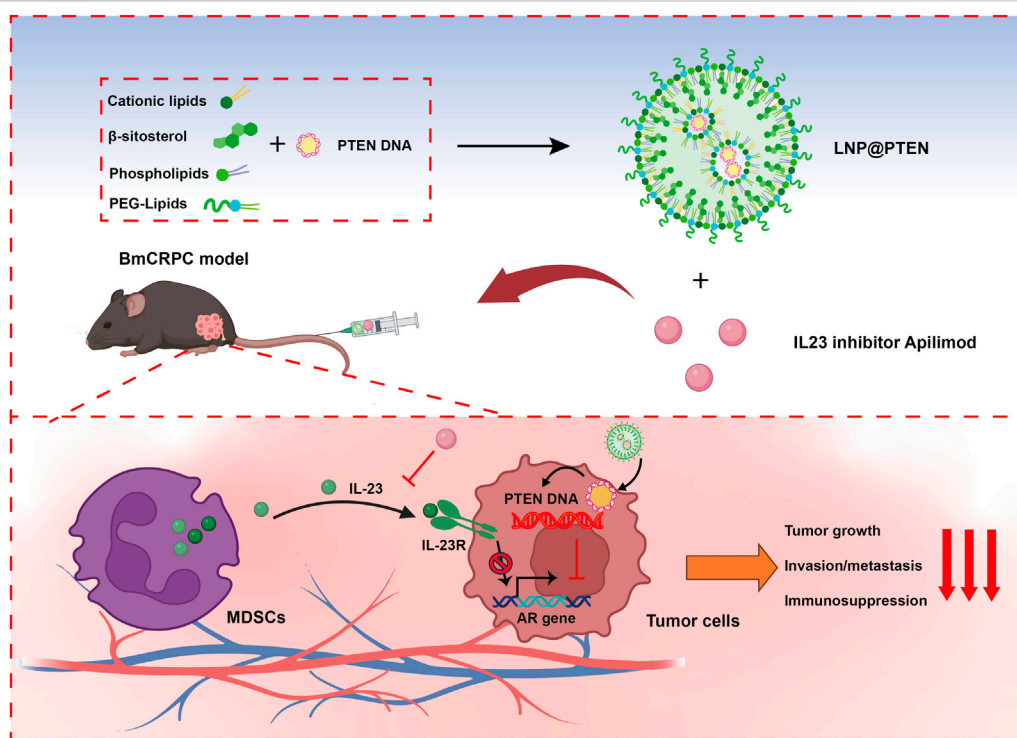 Cationic lipids
β-sitosterol
+
PTEN DNA
Phospholipids
PEG-Lipids
LNP@PTEN
BmCRPC model
+
IL23 inhibitor Apilimod
IL-23
PTEN DNA
IL-23R
MDSCs
AR gene
Tumor cells
Tumor growth
Invasion/metastasis
Immunosuppression